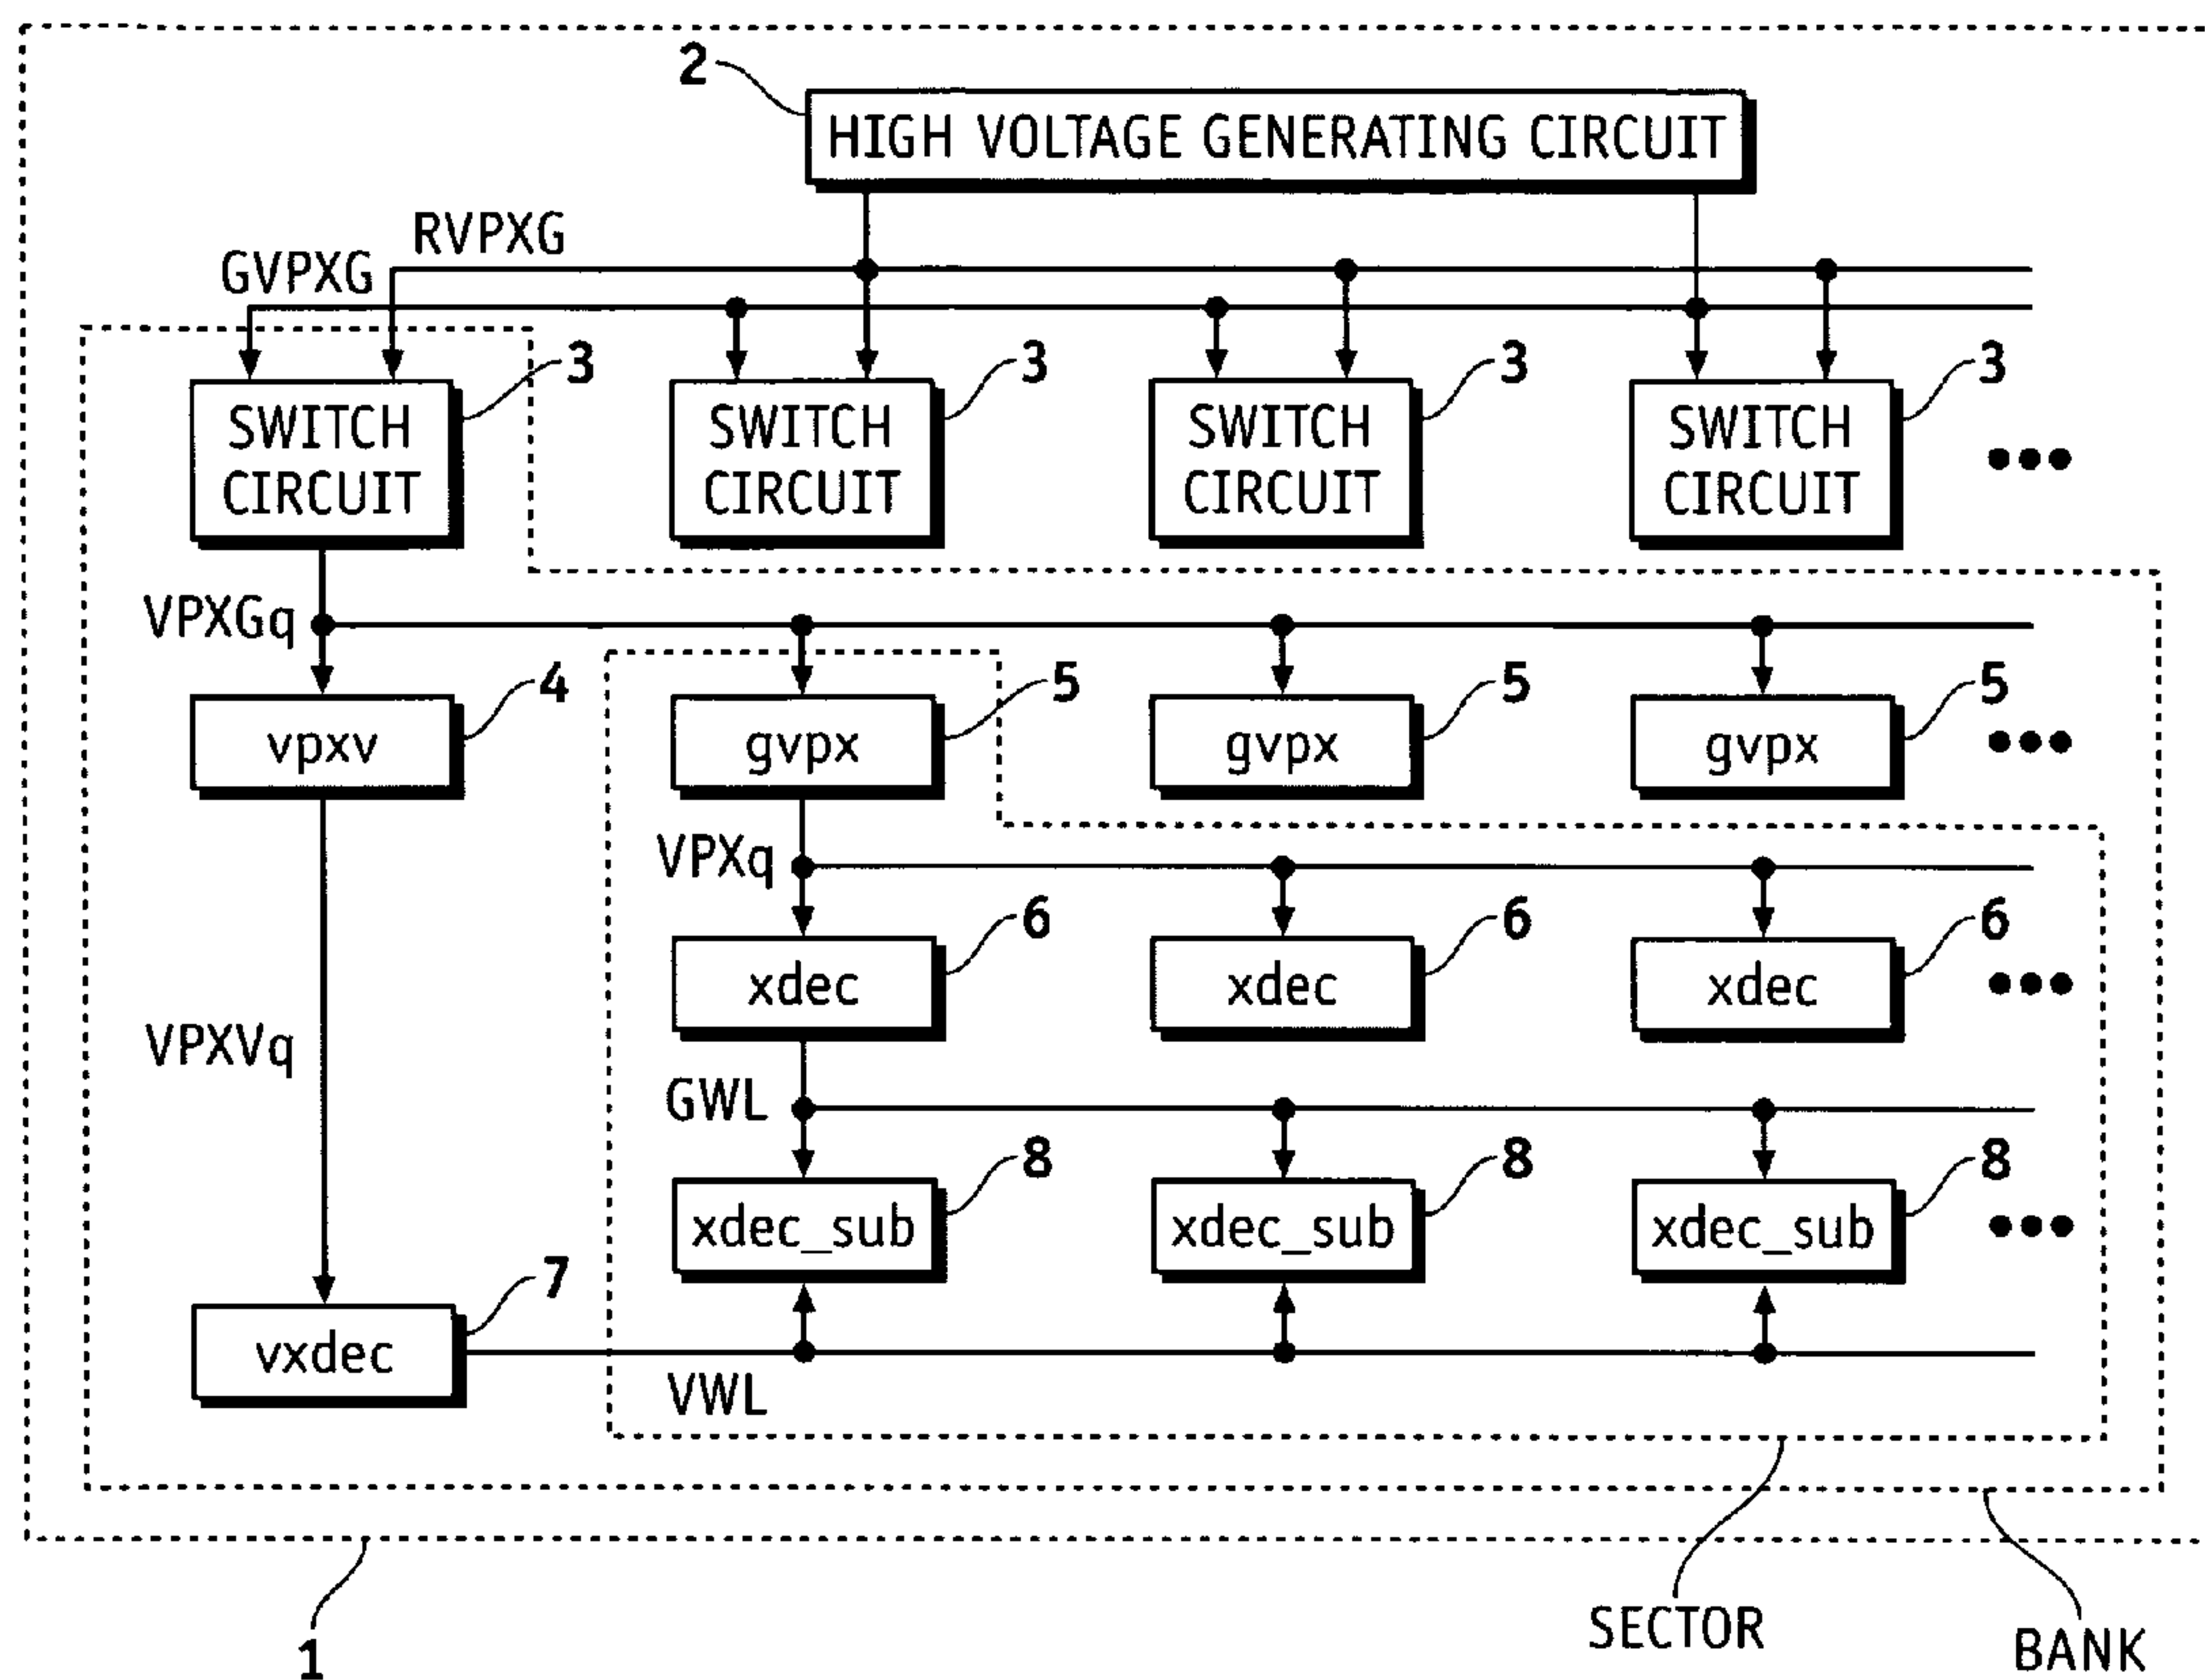 2
HIGH VOLTAGE GENERATING CIRCUIT
RVPXG
GVPXG
3
3
3
3
SWITCH
CIRCUIT
SWITCH
CIRCUIT
SWITCH
CIRCUIT
SWITCH
CIRCUIT
•••
VPXGq
4
5
5
5
vpxv
gvpx
gvpx
gvpx
•••
VPXq
6
6
6
xdec
xdec
xdec
•••
VPXVq
GWL
8
8
8
xdec_sub
xdec_sub
xdec_sub
•••
7
vxdec
VWL
1
SECTOR
BANK